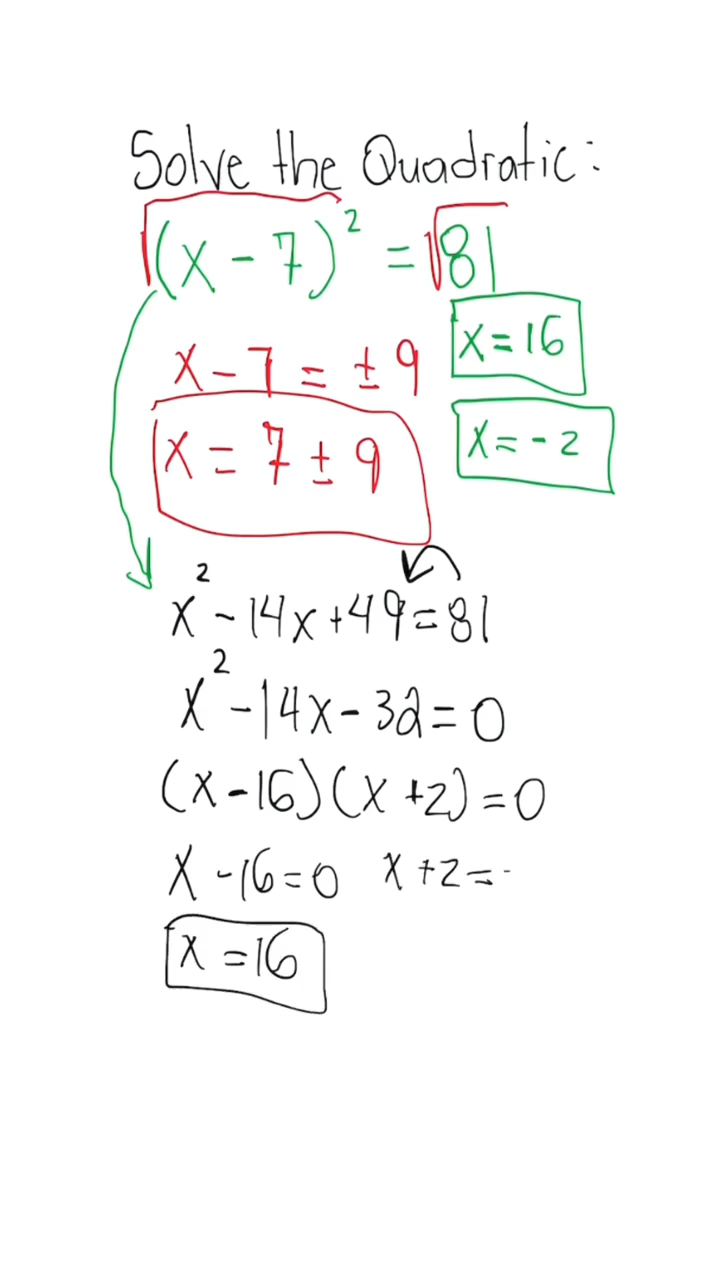 Solve the Quadratic:
√(x - 7)² = √81
x - 7 = ± 9
x = 7 ± 9
x = 16
x = - 2
x² - 14x + 49 = 81
x² - 14x - 32 = 0
(x - 16)(x + 2) = 0
x - 16 = 0 x + 2 =
x = 16